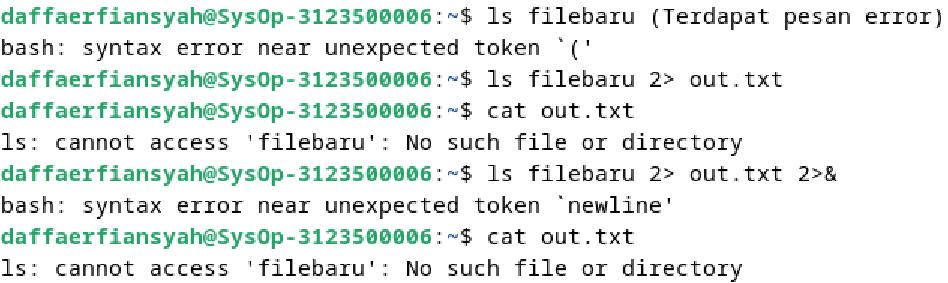 daffaerfiansyah@SysOp-3123500006:~$ ls filebaru (Terdapat pesan error)
bash: syntax error near unexpected token `('
daffaerfiansyah@SysOp-3123500006:~$ ls filebaru 2> out.txt
daffaerfiansyah@SysOp-3123500006:~$ cat out.txt
ls: cannot access 'filebaru': No such file or directory
daffaerfiansyah@SysOp-3123500006:~$ ls filebaru 2> out.txt 2>&
bash: syntax error near unexpected token `newline'
daffaerfiansyah@SysOp-3123500006:~$ cat out.txt
ls: cannot access 'filebaru': No such file or directory